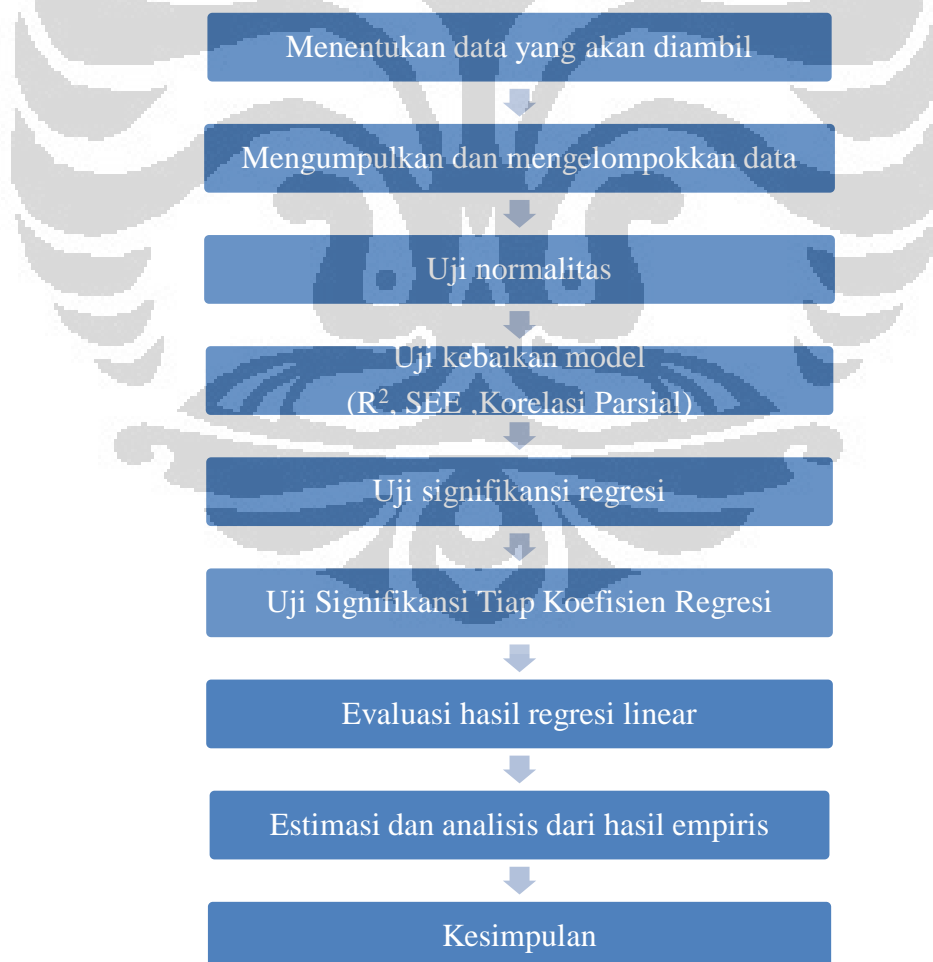 Menentukan data yang akan diambil
Mengumpulkan dan mengelompokkan data
Uji normalitas
Uji kebaikan model
(R², SEE ,Korelasi Parsial)
Uji signifikansi regresi
Uji Signifikansi Tiap Koefisien Regresi
Evaluasi hasil regresi linear
Estimasi dan analisis dari hasil empiris
Kesimpulan